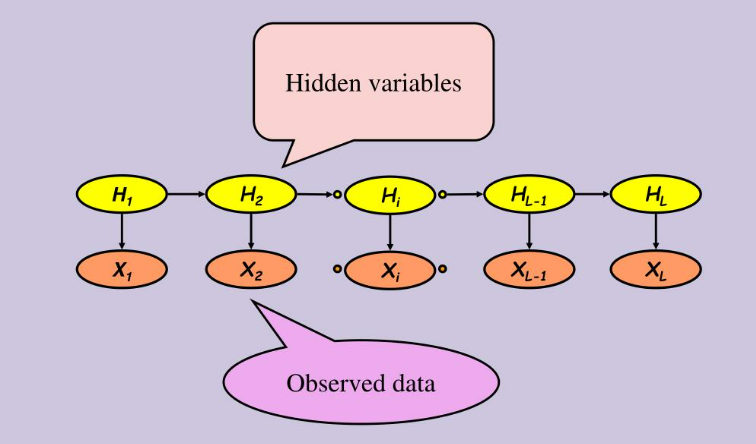 Hidden variables
H1 H2 Hi HL-1 HL
X1 X2 Xi XL-1 XL
Observed data